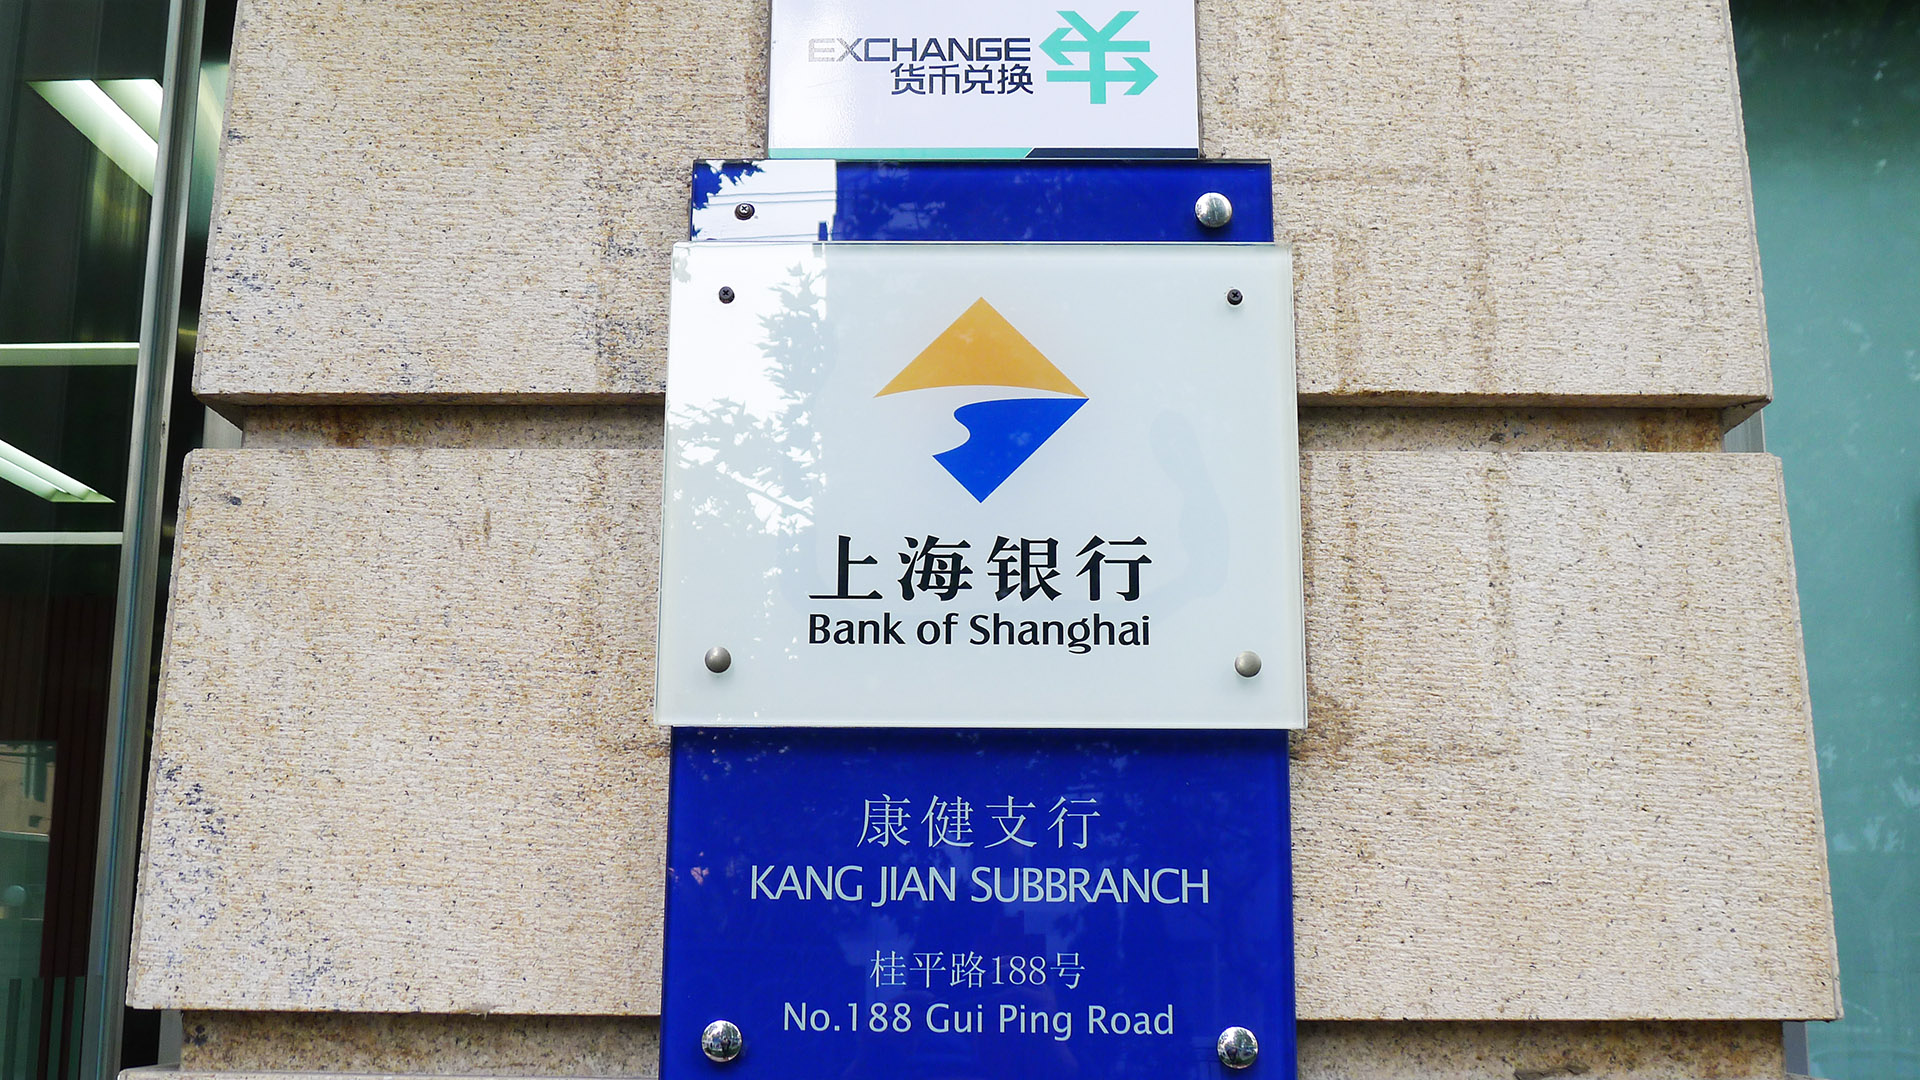 EXCHANGE
货币兑换
上海银行
Bank of Shanghai
康健支行
KANG JIAN SUBBRANCH
桂平路188号
No.188 Gui Ping Road